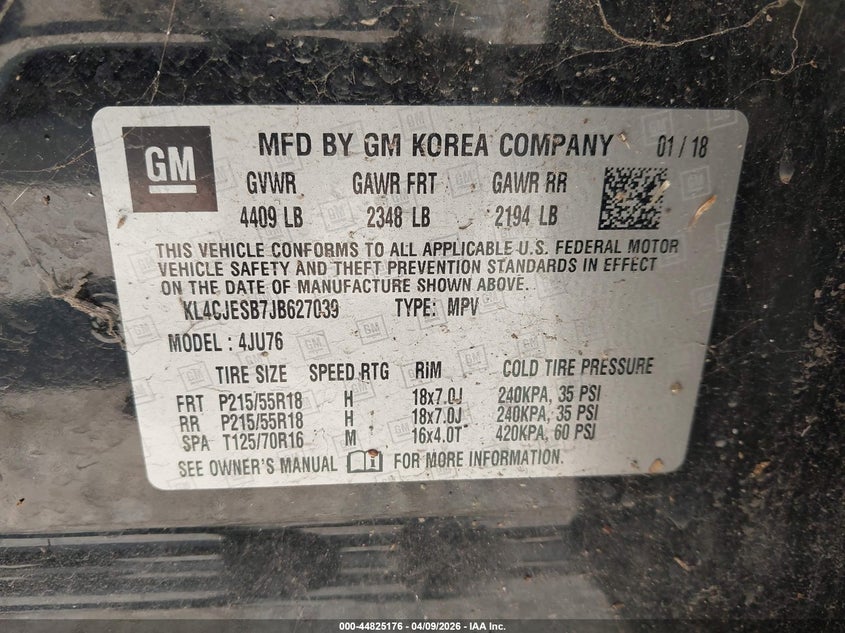 GM
MFD BY GM KOREA COMPANY 01 / 18
GVWR GAWR FRT GAWR RR
4409 LB 2348 LB 2194 LB
THIS VEHICLE CONFORMS TO ALL APPLICABLE U.S. FEDERAL MOTOR
VEHICLE SAFETY AND THEFT PREVENTION STANDARDS IN EFFECT
ON THE DATE OF MANUFACTURE SHOWN ABOVE.
KL4CJESB7JB627039 TYPE: MPV
MODEL : 4JU76
TIRE SIZE SPEED RTG RIM COLD TIRE PRESSURE
FRT P215/55R18 H 18x7.0J 240KPA, 35 PSI
RR P215/55R18 H 18x7.0J 240KPA, 35 PSI
SPA T125/70R16 M 16x4.0T 420KPA, 60 PSI
SEE OWNER'S MANUAL FOR MORE INFORMATION.
000-44825176 - 04/09/2026 - IAA Inc.